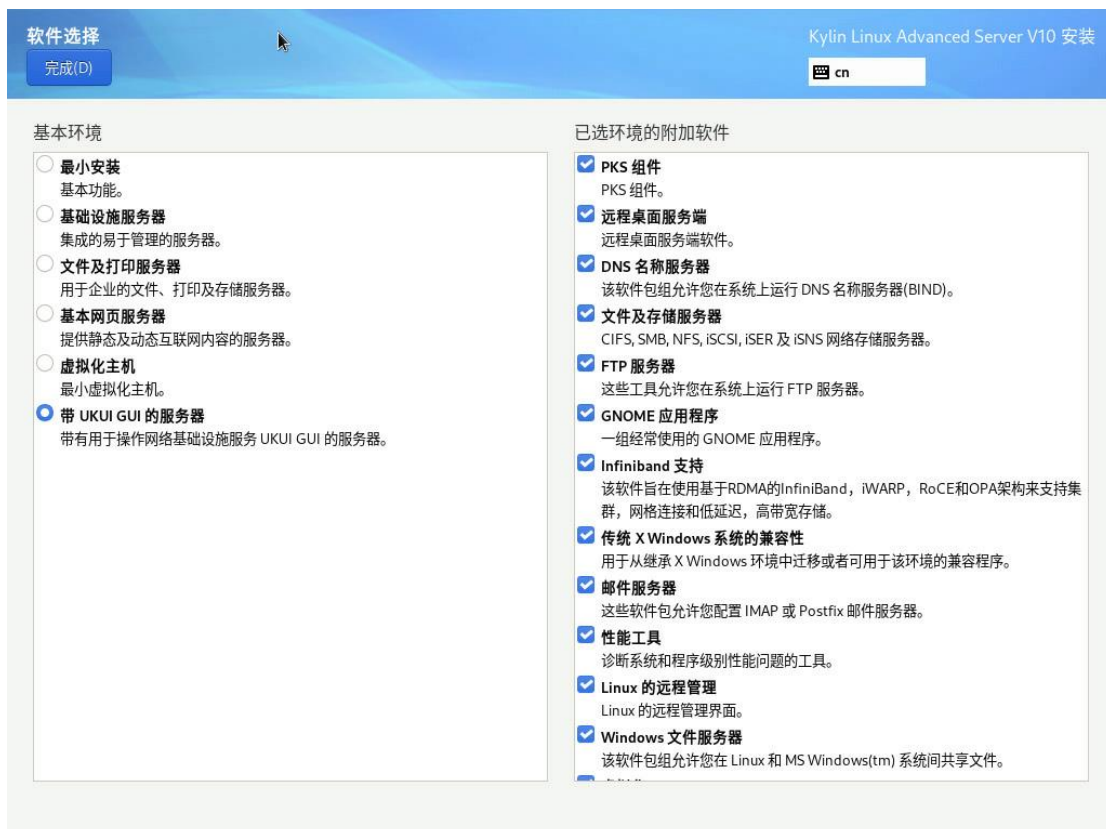 软件选择
完成(D)
Kylin Linux Advanced Server V10 安装
cn
基本环境
最小安装
基本功能。
基础设施服务器
集成的易于管理的服务器。
文件及打印服务器
用于企业的文件、打印及存储服务器。
基本网页服务器
提供静态及动态互联网内容的服务器。
虚拟化主机
最小虚拟化主机。
带 UKUI GUI 的服务器
带有用于操作网络基础设施服务 UKUI GUI 的服务器。
已选环境的附加软件
PKS 组件
PKS 组件。
远程桌面服务端
远程桌面服务端软件。
DNS 名称服务器
该软件包组允许您在系统上运行 DNS 名称服务器(BIND)。
文件及存储服务器
CIFS, SMB, NFS, iSCSI, iSER 及 iSNS 网络存储服务器。
FTP 服务器
这些工具允许您在系统上运行 FTP 服务器。
GNOME 应用程序
一组经常使用的 GNOME 应用程序。
Infiniband 支持
该软件旨在使用基于RDMA的InfiniBand，iWARP，RoCE和OPA架构来支持集
群，网格连接和低延迟，高带宽存储。
传统 X Windows 系统的兼容性
用于从继承 X Windows 环境中迁移或者可用于该环境的兼容程序。
邮件服务器
这些软件包允许您配置 IMAP 或 Postfix 邮件服务器。
性能工具
诊断系统和程序级别性能问题的工具。
Linux 的远程管理
Linux 的远程管理界面。
Windows 文件服务器
该软件包组允许您在 Linux 和 MS Windows(tm) 系统间共享文件。